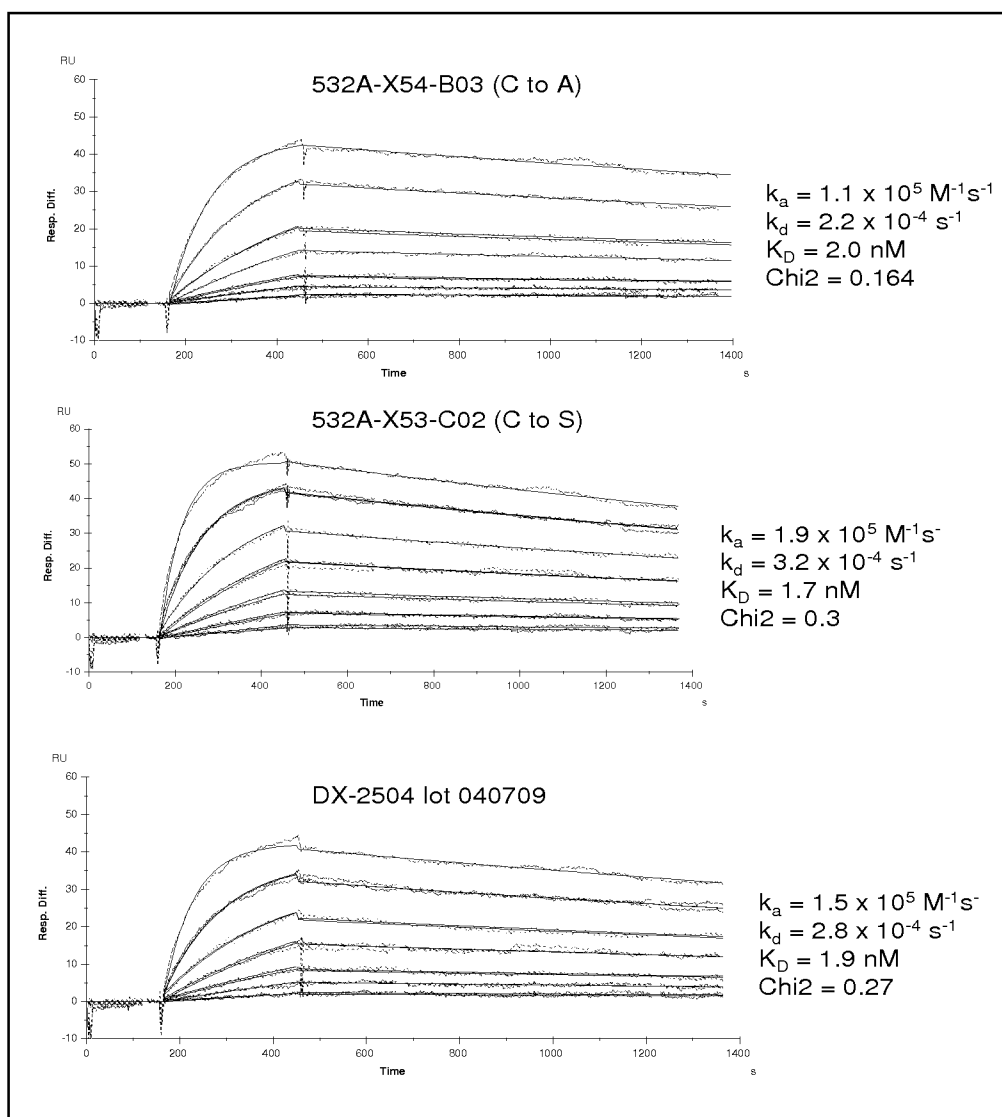 RU
532A-X54-B03 (C to A)
60
50
40
30
20
10
0
-10
Resp. Diff.
0 200 400 600 800 1000 1200 1400
Time s
kₐ = 1.1 x 10⁵ M⁻¹s⁻¹
k_d = 2.2 x 10⁻⁴ s⁻¹
K_D = 2.0 nM
Chi2 = 0.164
RU
532A-X53-C02 (C to S)
60
50
40
30
20
10
0
-10
Resp. Diff.
0 200 400 600 800 1000 1200 1400
Time s
kₐ = 1.9 x 10⁵ M⁻¹s⁻
k_d = 3.2 x 10⁻⁴ s⁻¹
K_D = 1.7 nM
Chi2 = 0.3
RU
DX-2504 lot 040709
60
50
40
30
20
10
0
-10
Resp. Diff.
0 200 400 600 800 1000 1200 1400
Time s
kₐ = 1.5 x 10⁵ M⁻¹s⁻
k_d = 2.8 x 10⁻⁴ s⁻¹
K_D = 1.9 nM
Chi2 = 0.27